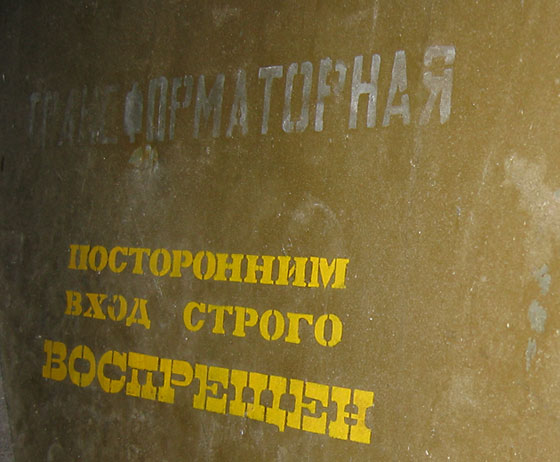 ТРАНСФОРМАТОРНАЯ
ПОСТОРОННИМ
ВХОД СТРОГО
ВОСПРЕЩЕН